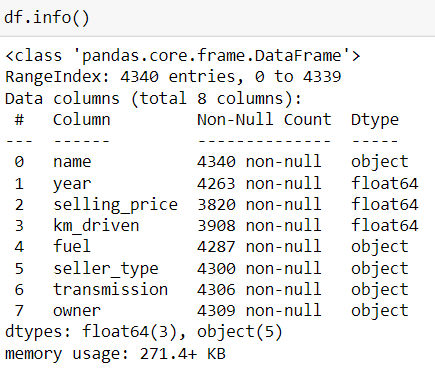 df.info()
<class 'pandas.core.frame.DataFrame'>
RangeIndex: 4340 entries, 0 to 4339
Data columns (total 8 columns):
 #   Column         Non-Null Count  Dtype
---  ------         --------------  -----
 0   name           4340 non-null   object
 1   year           4263 non-null   float64
 2   selling_price  3820 non-null   float64
 3   km_driven      3908 non-null   float64
 4   fuel           4287 non-null   object
 5   seller_type    4300 non-null   object
 6   transmission   4306 non-null   object
 7   owner          4309 non-null   object
dtypes: float64(3), object(5)
memory usage: 271.4+ KB